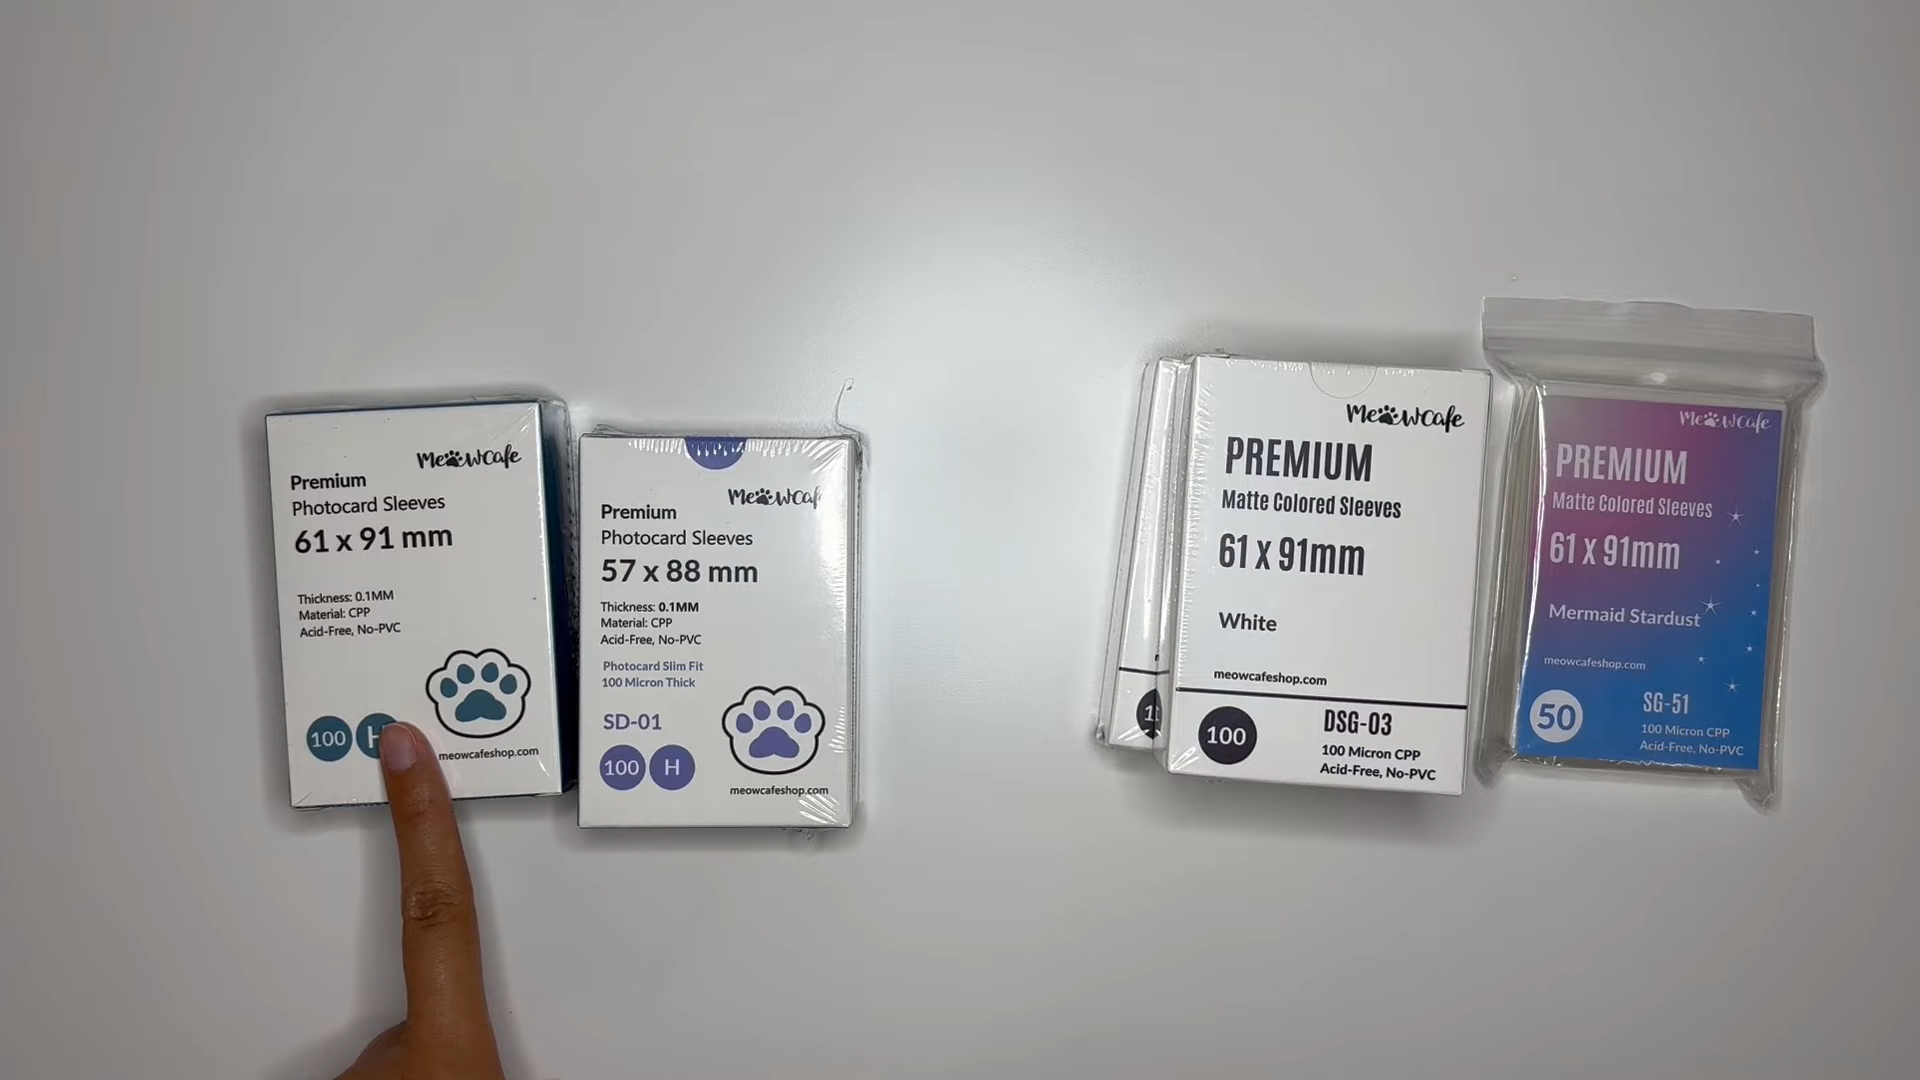 MeowCafe
Premium
Photocard Sleeves
61 x 91 mm
Thickness: 0.1MM
Material: CPP
Acid-Free, No-PVC
100 H
meowcafeshop.com
MeowCaf
Premium
Photocard Sleeves
57 x 88 mm
Thickness: 0.1MM
Material: CPP
Acid-Free, No-PVC
Photocard Slim Fit
100 Micron Thick
SD-01
100 H
meowcafeshop.com
MeowCafe
PREMIUM
Matte Colored Sleeves
61 x 91mm
White
meowcafeshop.com
100
DSG-03
100 Micron CPP
Acid-Free, No-PVC
MeowCafe
PREMIUM
Matte Colored Sleeves
61 x 91mm
Mermaid Stardust
meowcafeshop.com
50
SG-51
100 Micron CPP
Acid-Free, No-PVC